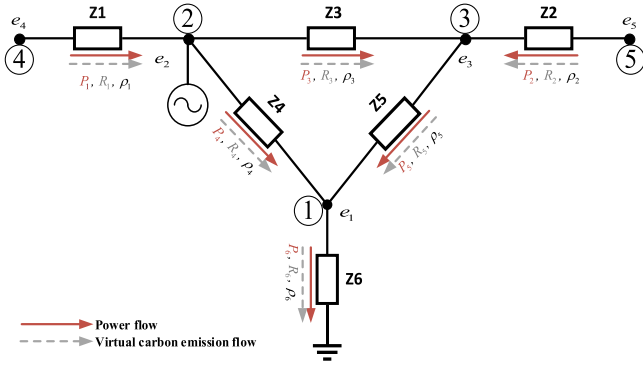 Z1
Z3
Z2
e₄
e₅
②
③
④
⑤
e₂
e₃
P₁, R₁, ρ₁
P₃, R₃, ρ₃
P₂, R₂, ρ₂
Z4
Z5
P₄, R₄, ρ₄
P₅, R₅, ρ₅
①
e₁
P₆, R₆, ρ₆
Z6
Power flow
Virtual carbon emission flow